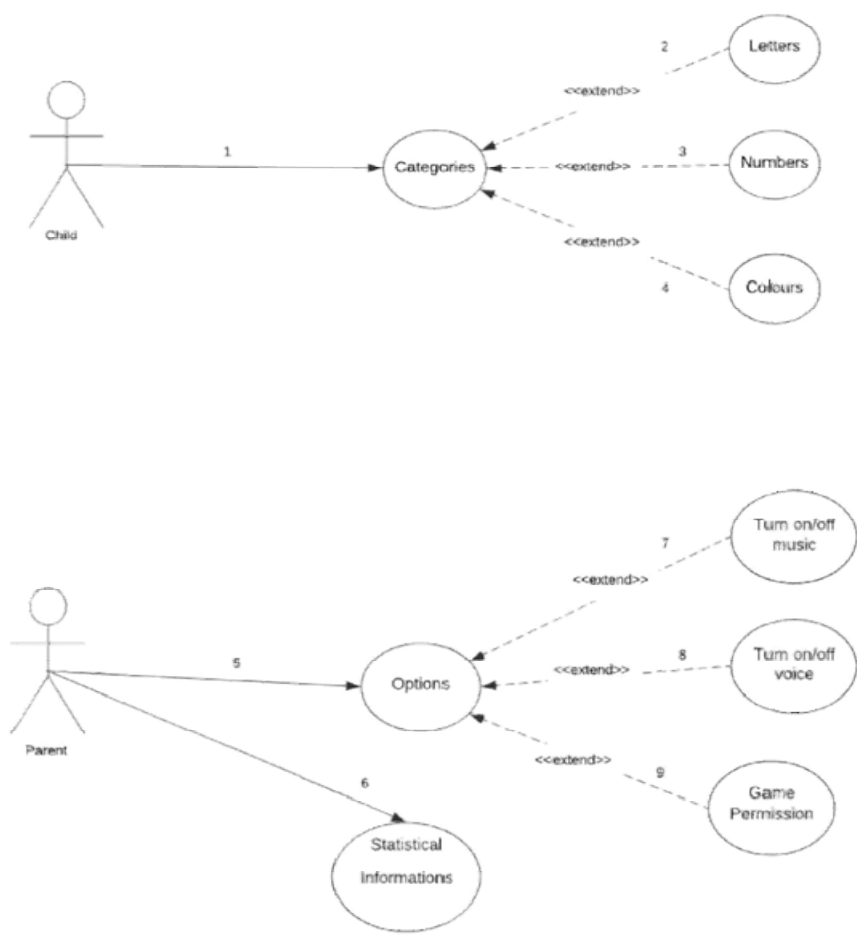 2
Letters
<<extend>>
1
Categories
<<extend>>
3
Numbers
Child
<<extend>>
4
Colours
7
Turn on/off
music
<<extend>>
5
Options
<<extend>>
8
Turn on/off
voice
Parent
<<extend>>
9
Game
Permission
6
Statistical
Informations